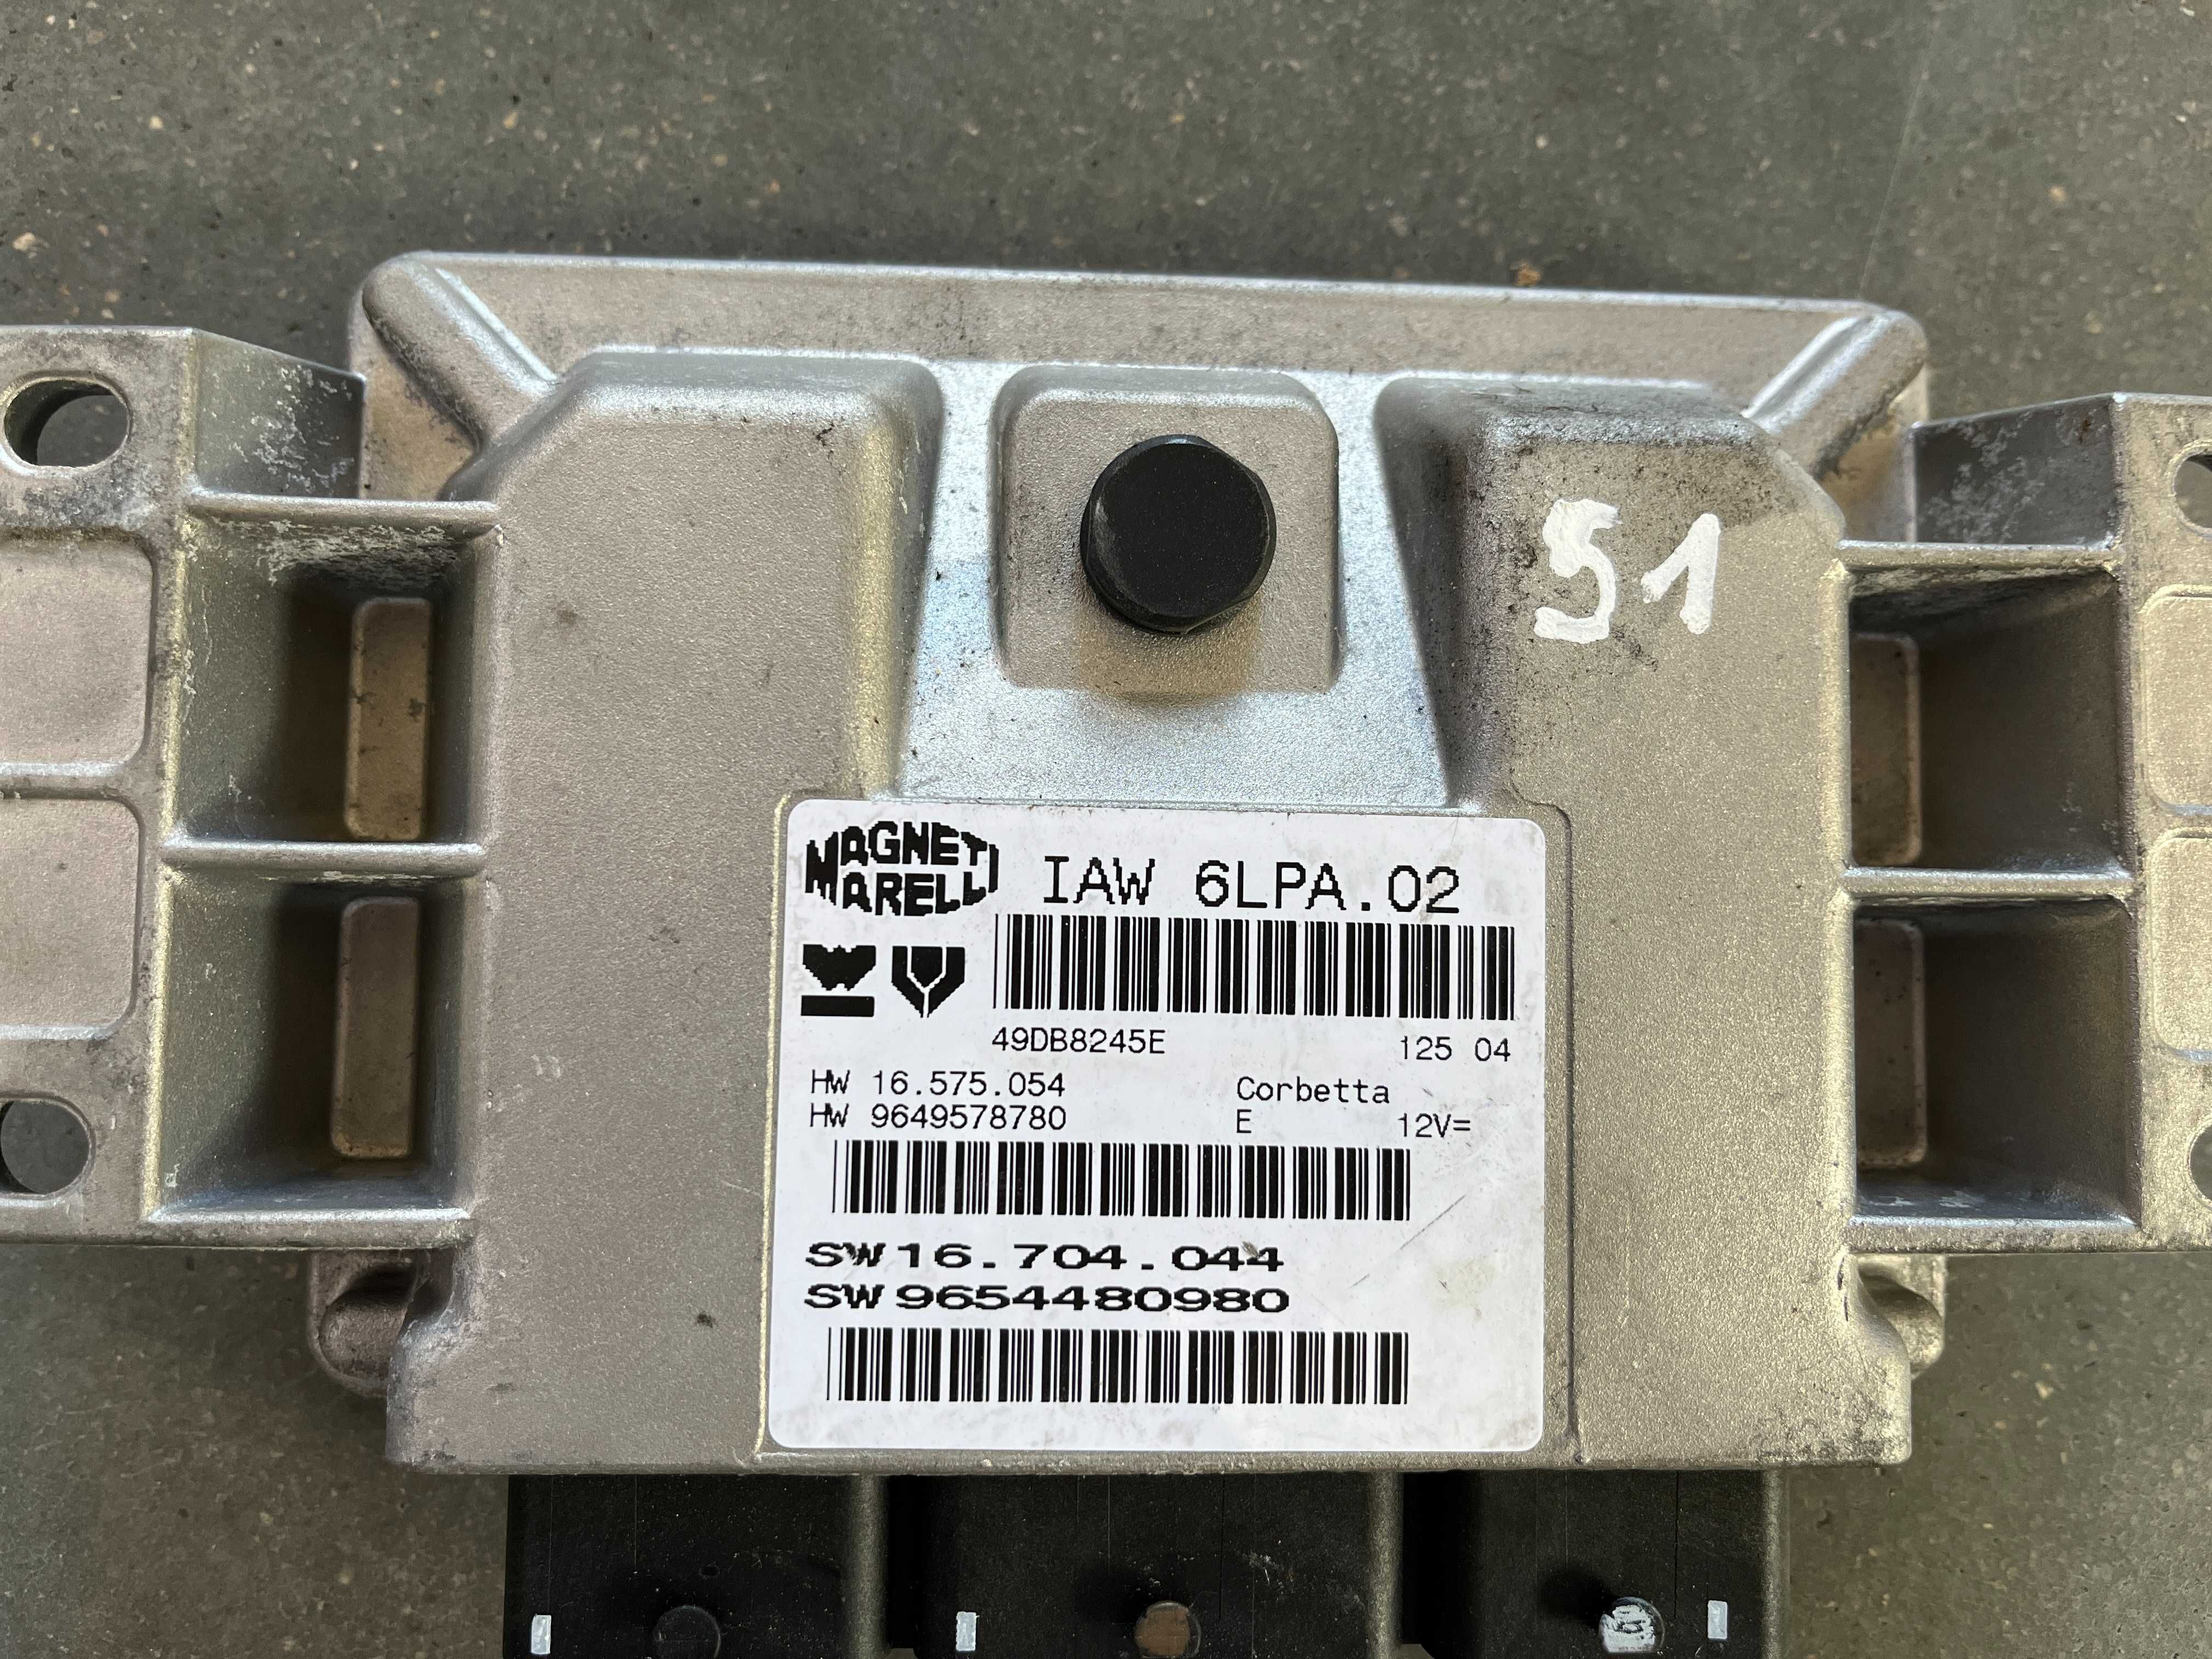 51
MAGNETI MARELLI
IAW 6LPA.02
49DB8245E 125 04
HW 16.575.054 Corbetta
HW 9649578780 E 12V=
SW 16.704.044
SW 9654480980